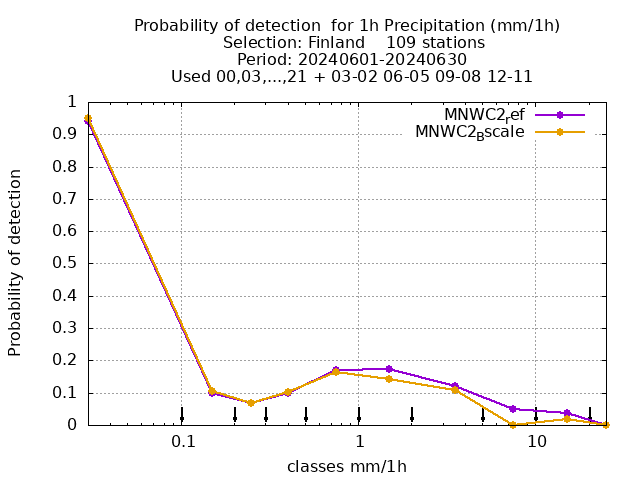 Probability of detection  for 1h Precipitation (mm/1h)
Selection: Finland    109 stations
Period: 20240601-20240630
Used 00,03,...,21 + 03-02 06-05 09-08 12-11
MNWC2ref
MNWC2Bscale
1
0.9
0.8
0.7
0.6
0.5
0.4
0.3
0.2
0.1
0
Probability of detection
0.1
1
10
classes mm/1h